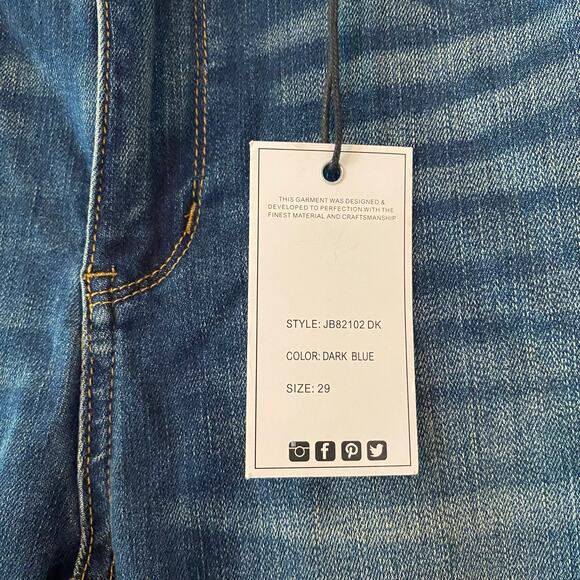 THIS GARMENT WAS DESIGNED &
DEVELOPED TO PERFECTION WITH THE
FINEST MATERIAL AND CRAFTSMANSHIP
STYLE: JB82102 DK
COLOR: DARK BLUE
SIZE: 29